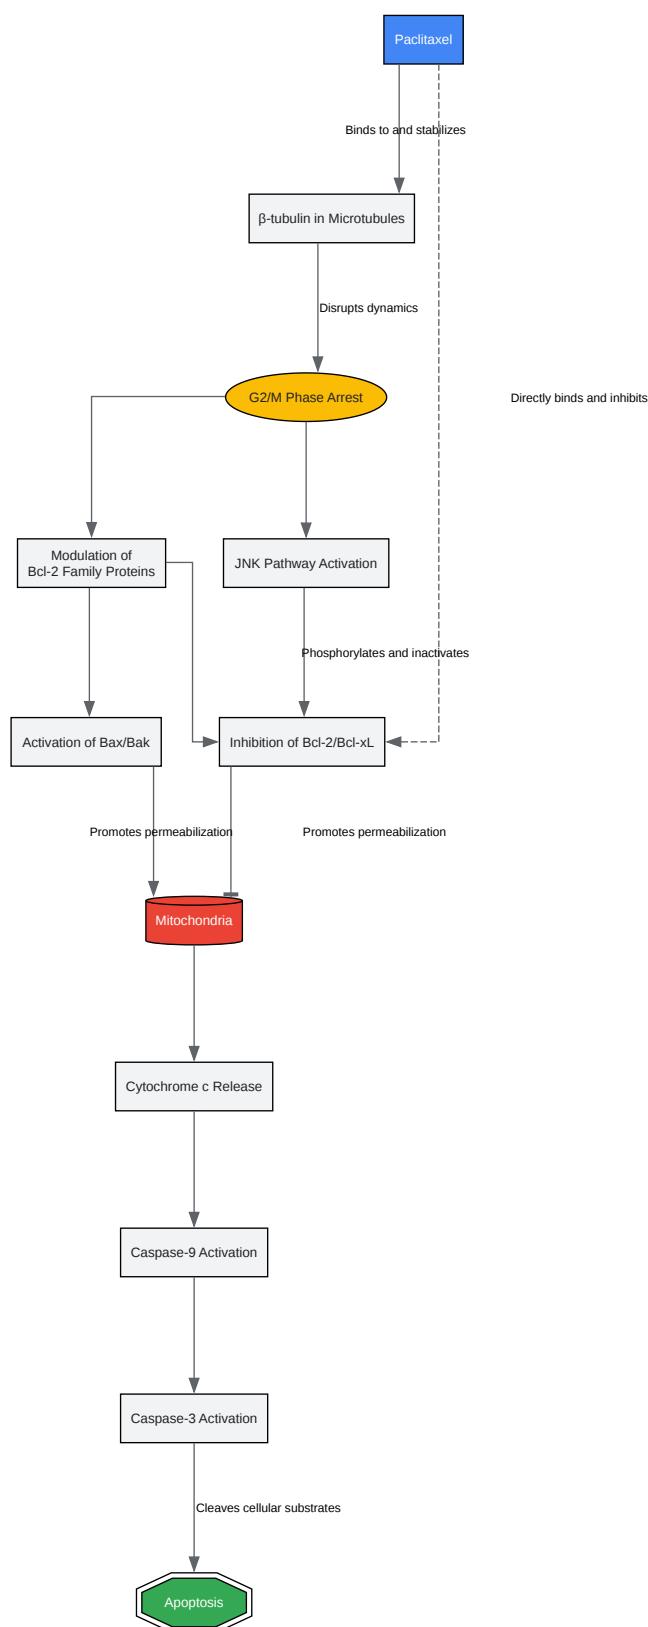 Paclitaxel
Binds to and stabilizes
β-tubulin in Microtubules
Disrupts dynamics
G2/M Phase Arrest
Directly binds and inhibits
Modulation of
Bcl-2 Family Proteins
JNK Pathway Activation
Phosphorylates and inactivates
Activation of Bax/Bak
Inhibition of Bcl-2/Bcl-xL
Promotes permeabilization
Promotes permeabilization
Mitochondria
Cytochrome c Release
Caspase-9 Activation
Caspase-3 Activation
Cleaves cellular substrates
Apoptosis